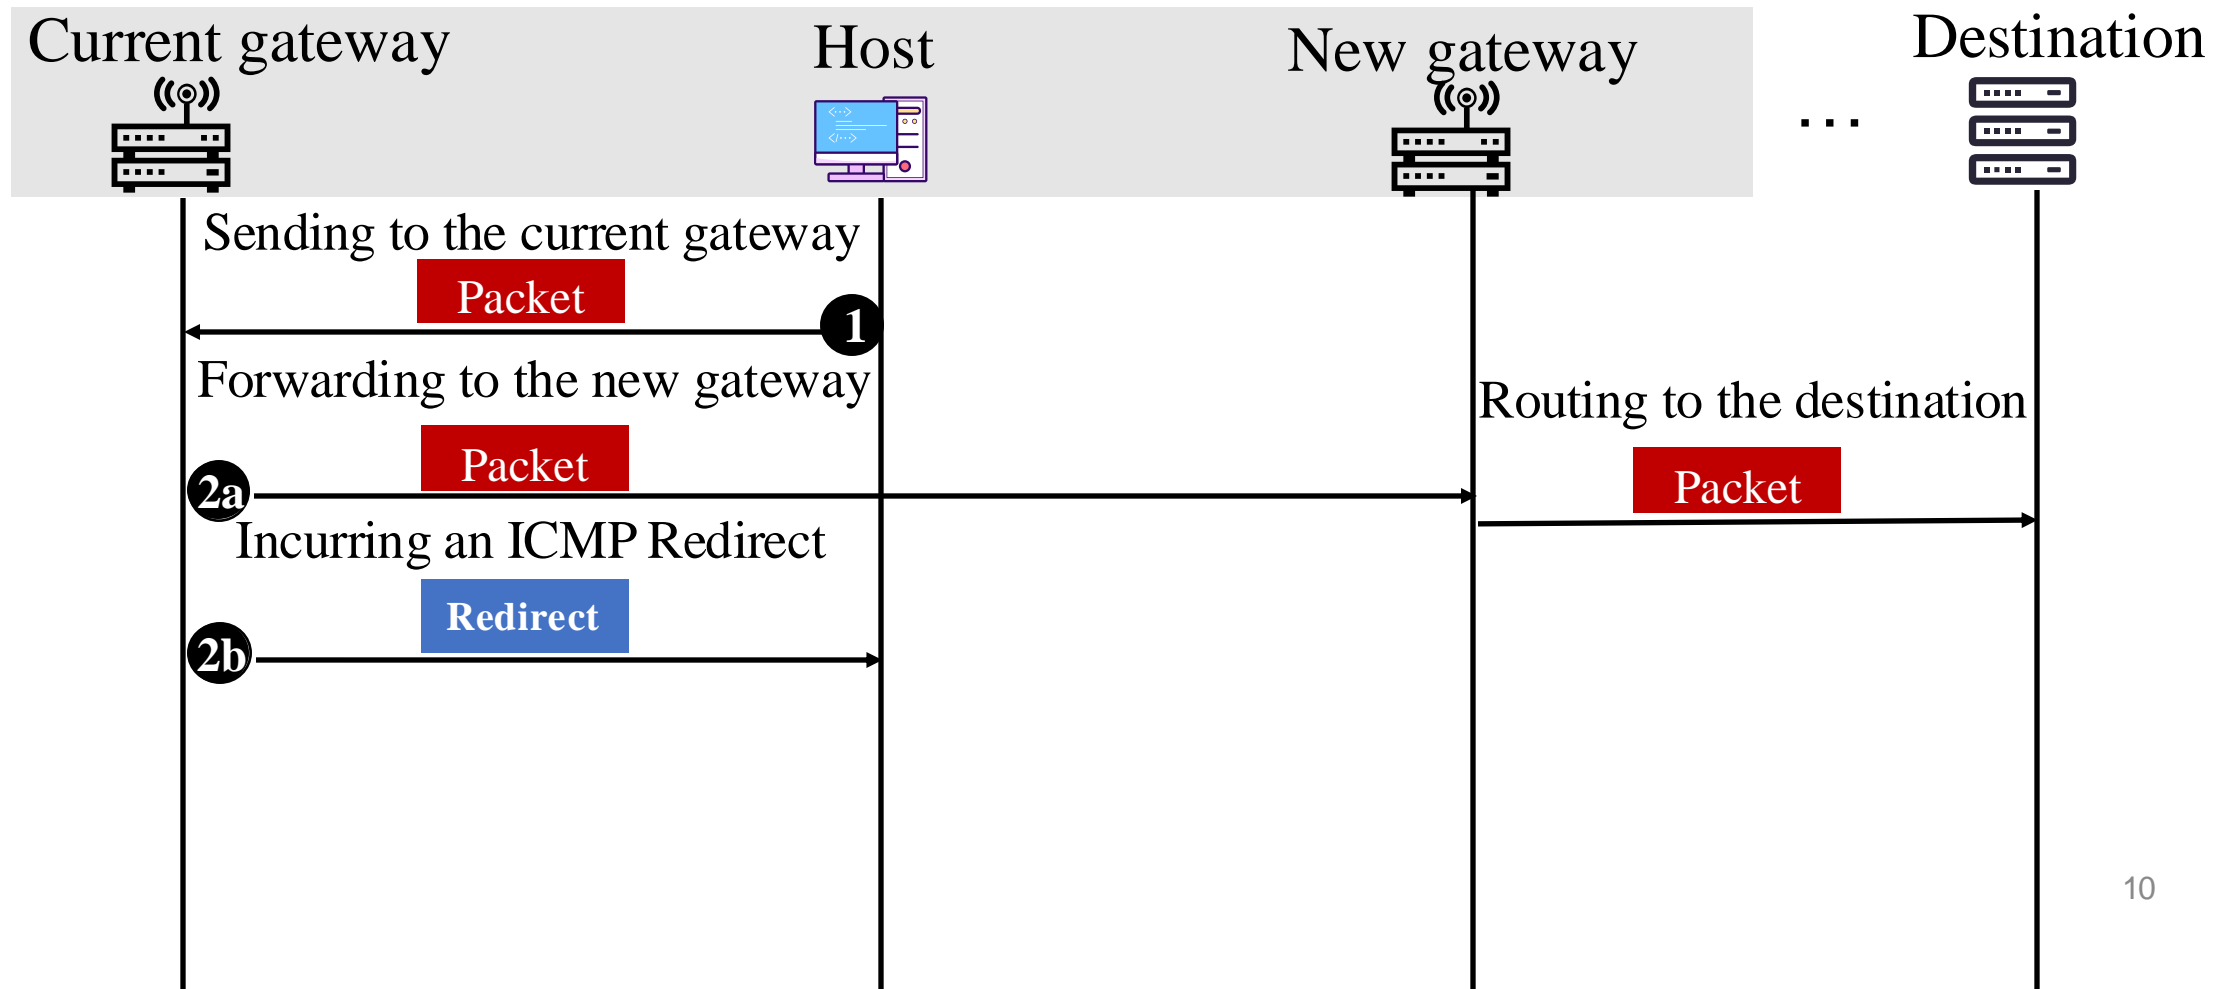 Current gateway
Host
New gateway
Destination
...
Sending to the current gateway
Packet
1
Forwarding to the new gateway
Routing to the destination
Packet
Packet
2a
Incurring an ICMP Redirect
Redirect
2b
10